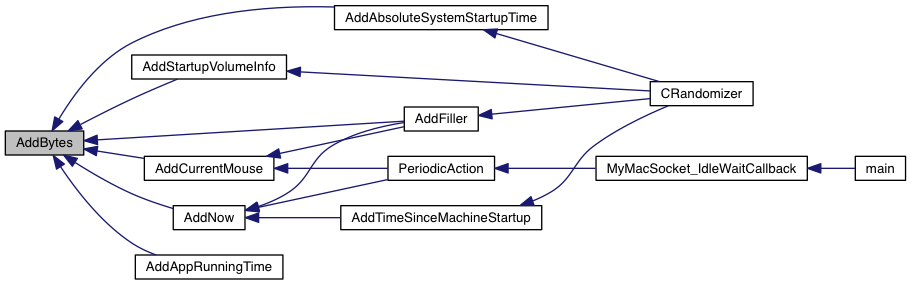 AddAbsoluteSystemStartupTime
AddStartupVolumeInfo
CRandomizer
AddFiller
AddBytes
AddCurrentMouse
PeriodicAction
MyMacSocket_IdleWaitCallback
main
AddNow
AddTimeSinceMachineStartup
AddAppRunningTime